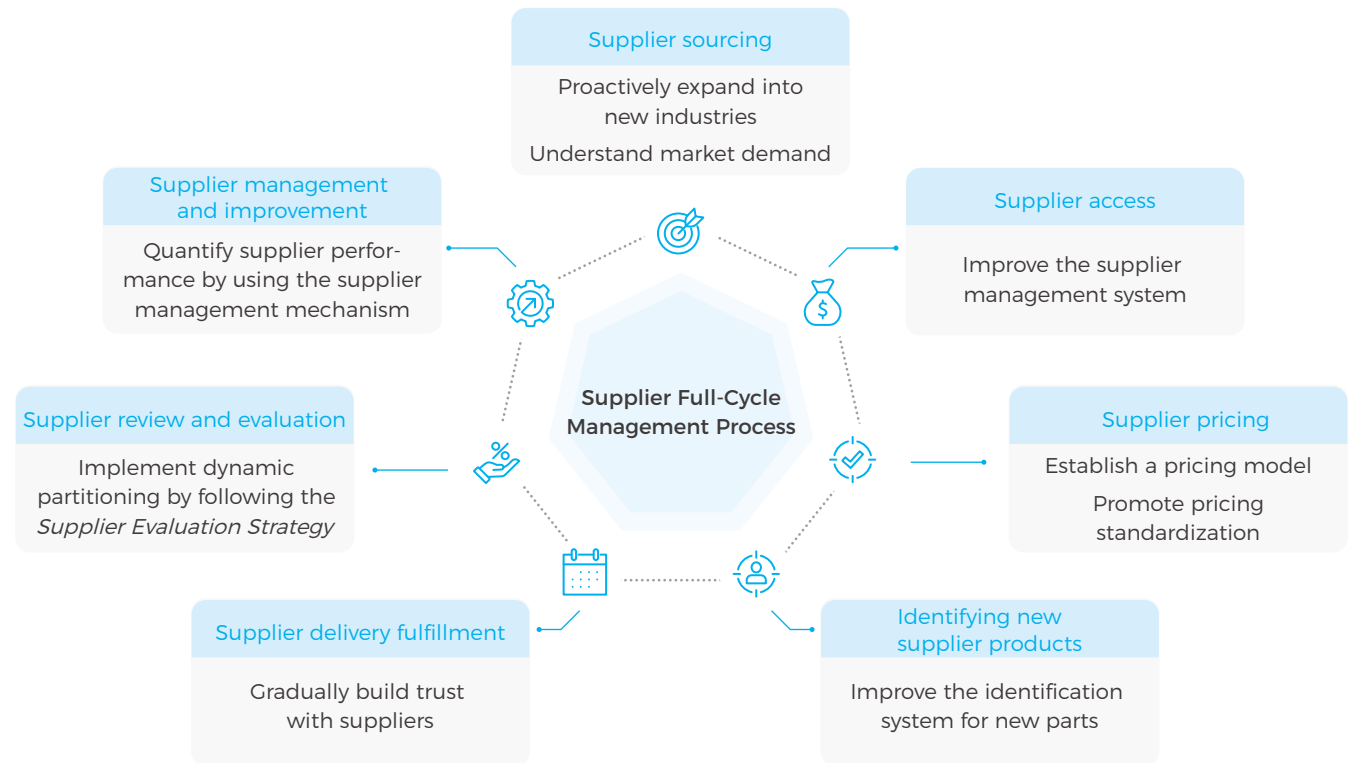 Supplier sourcing
Proactively expand into
new industries
Understand market demand
Supplier management
and improvement
Quantify supplier perfor-
mance by using the supplier
management mechanism
Supplier access
Improve the supplier
management system
$
Supplier Full-Cycle
Management Process
Supplier review and evaluation
Implement dynamic
partitioning by following the
Supplier Evaluation Strategy
%
Supplier pricing
Establish a pricing model
Promote pricing
standardization
Supplier delivery fulfillment
Gradually build trust
with suppliers
Identifying new
supplier products
Improve the identification
system for new parts